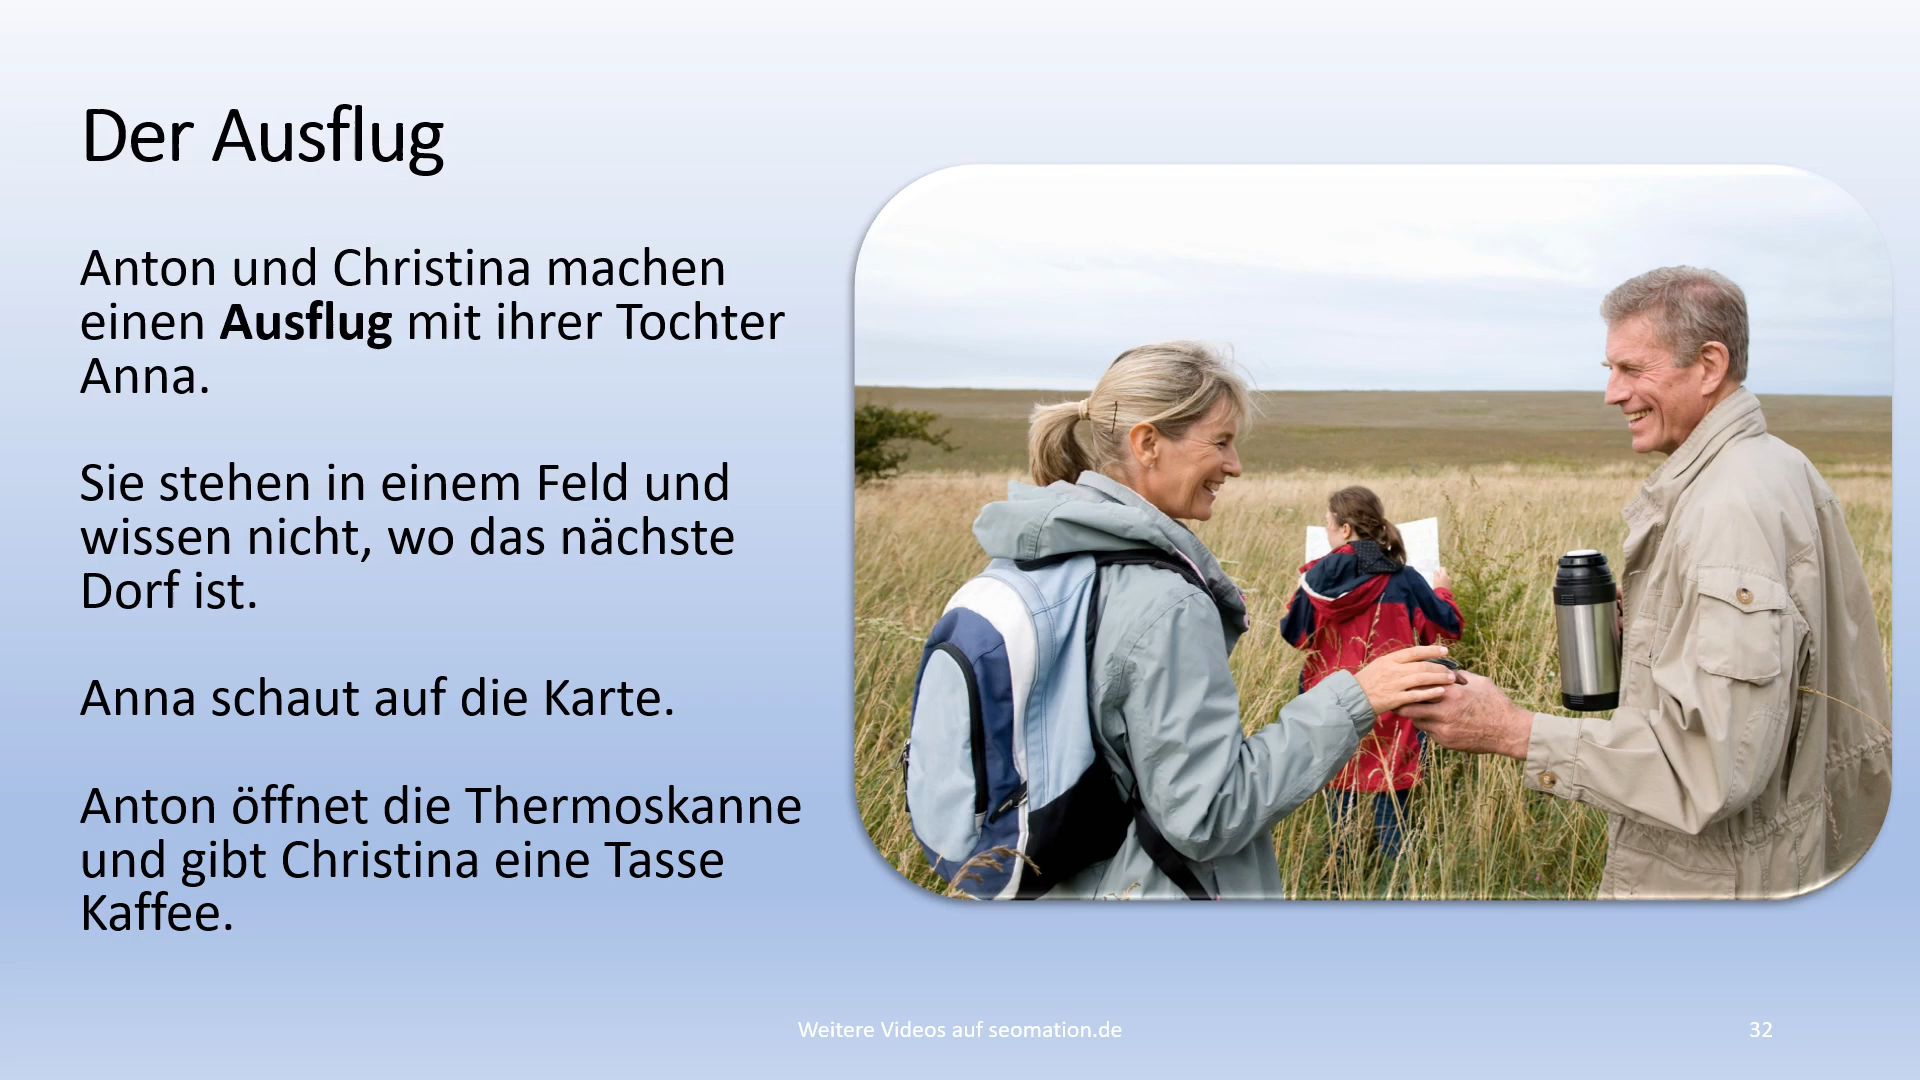 Der Ausflug
Anton und Christina machen
einen Ausflug mit ihrer Tochter
Anna.
Sie stehen in einem Feld und
wissen nicht, wo das nächste
Dorf ist.
Anna schaut auf die Karte.
Anton öffnet die Thermoskanne
und gibt Christina eine Tasse
Kaffee.
Weitere Videos auf seomation.de
32